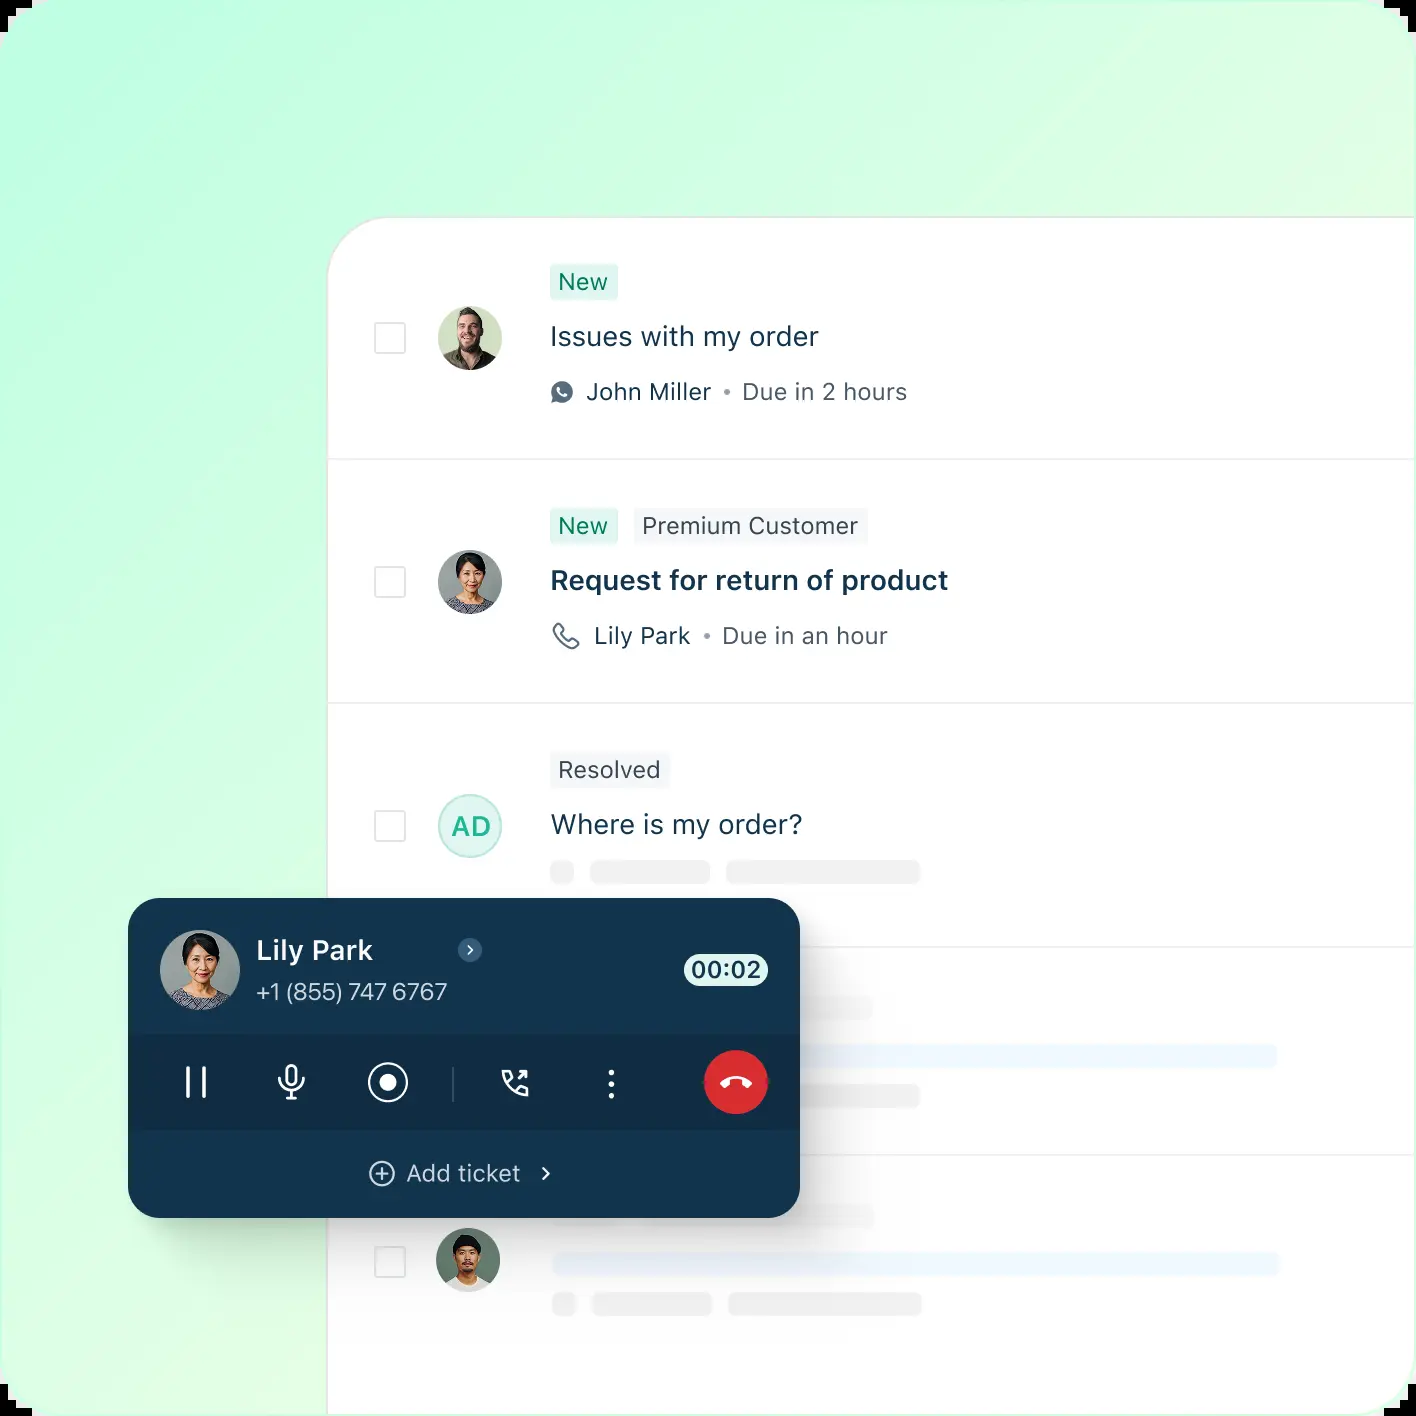 New
Issues with my order
John Miller • Due in 2 hours
New Premium Customer
Request for return of product
Lily Park • Due in an hour
Resolved
AD
Where is my order?
Lily Park
+1 (855) 747 6767
00:02
Add ticket